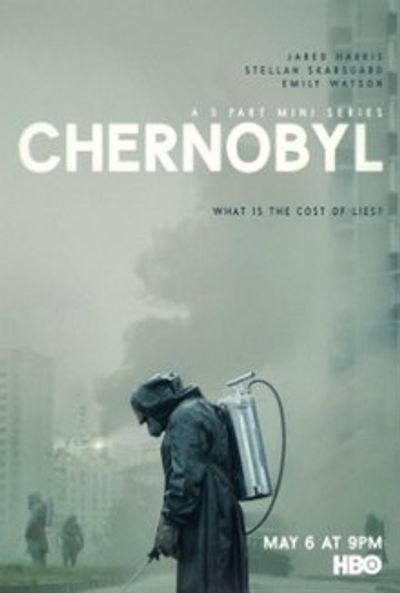 JARED HARRIS
STELLAN SKARSGÅRD
EMILY WATSON
A 5 PART MINI SERIES
CHERNOBYL
WHAT IS THE COST OF LIES?
MAY 6 AT 9PM
HBO